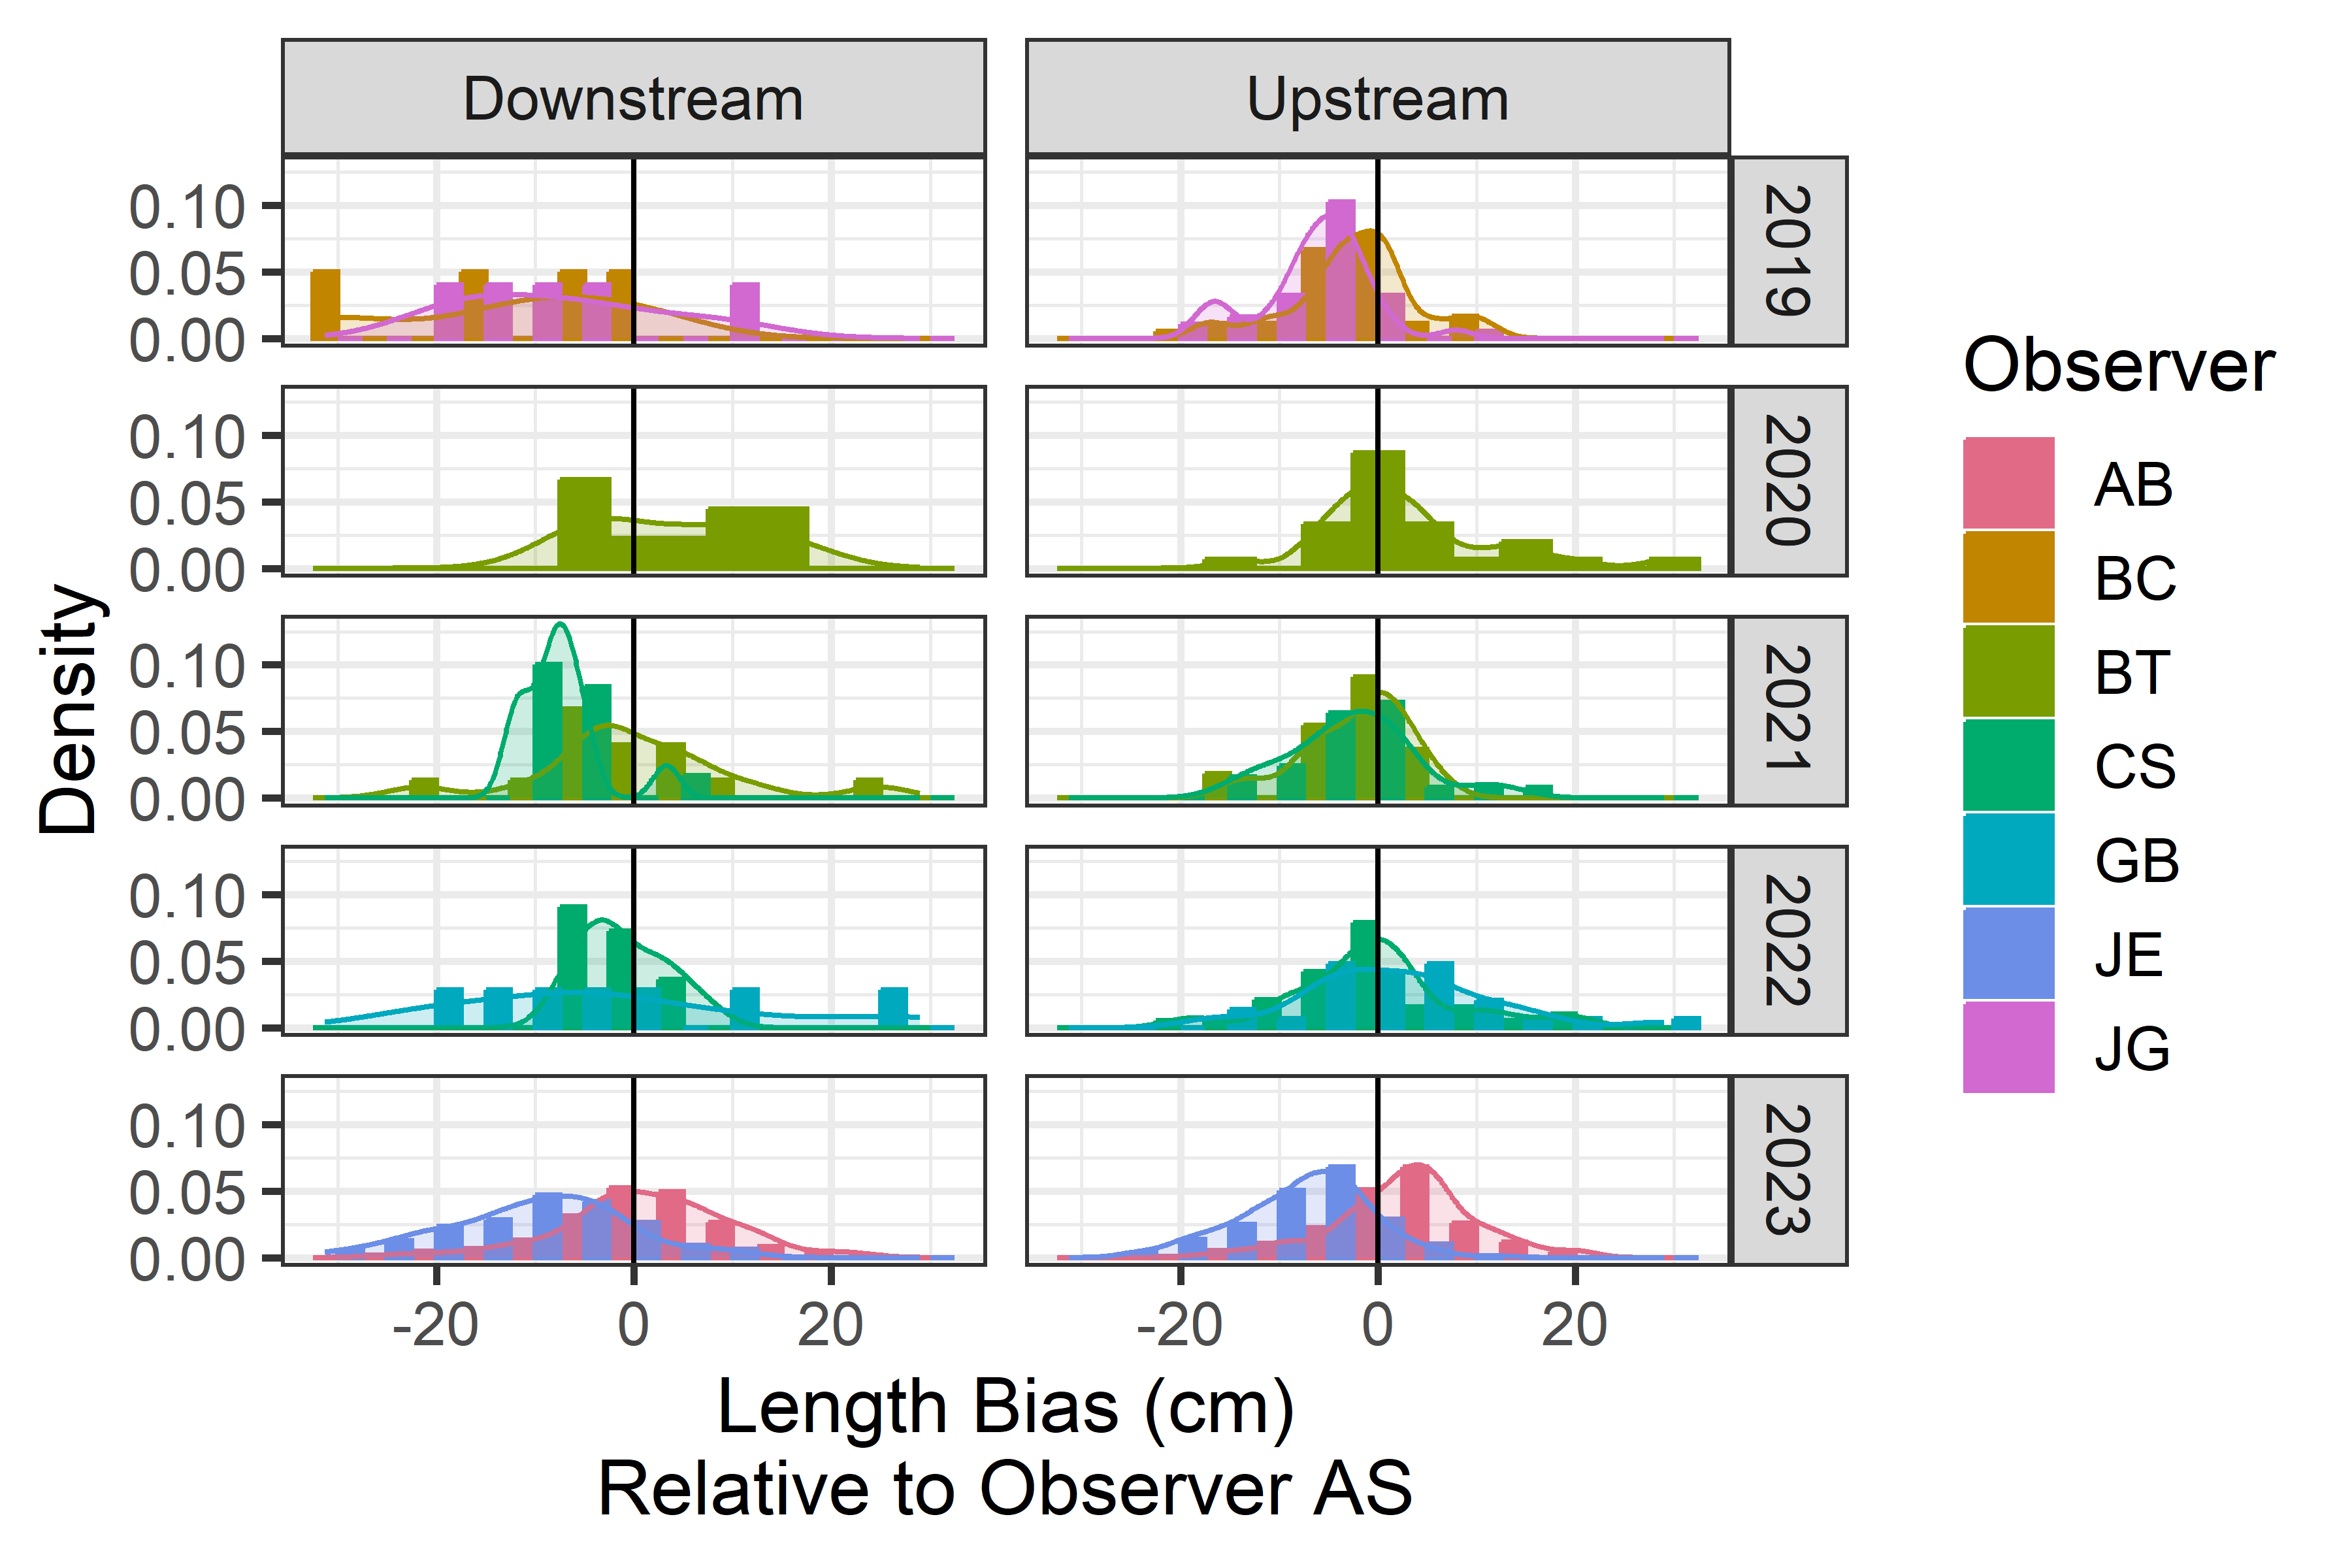 Downstream
Upstream
0.10
0.05
0.00
2019
0.10
0.05
0.00
2020
0.10
0.05
0.00
2021
0.10
0.05
0.00
2022
0.10
0.05
0.00
2023
-20
0
20
-20
0
20
Density
Length Bias (cm)
Relative to Observer AS
Observer
AB
BC
BT
CS
GB
JE
JG